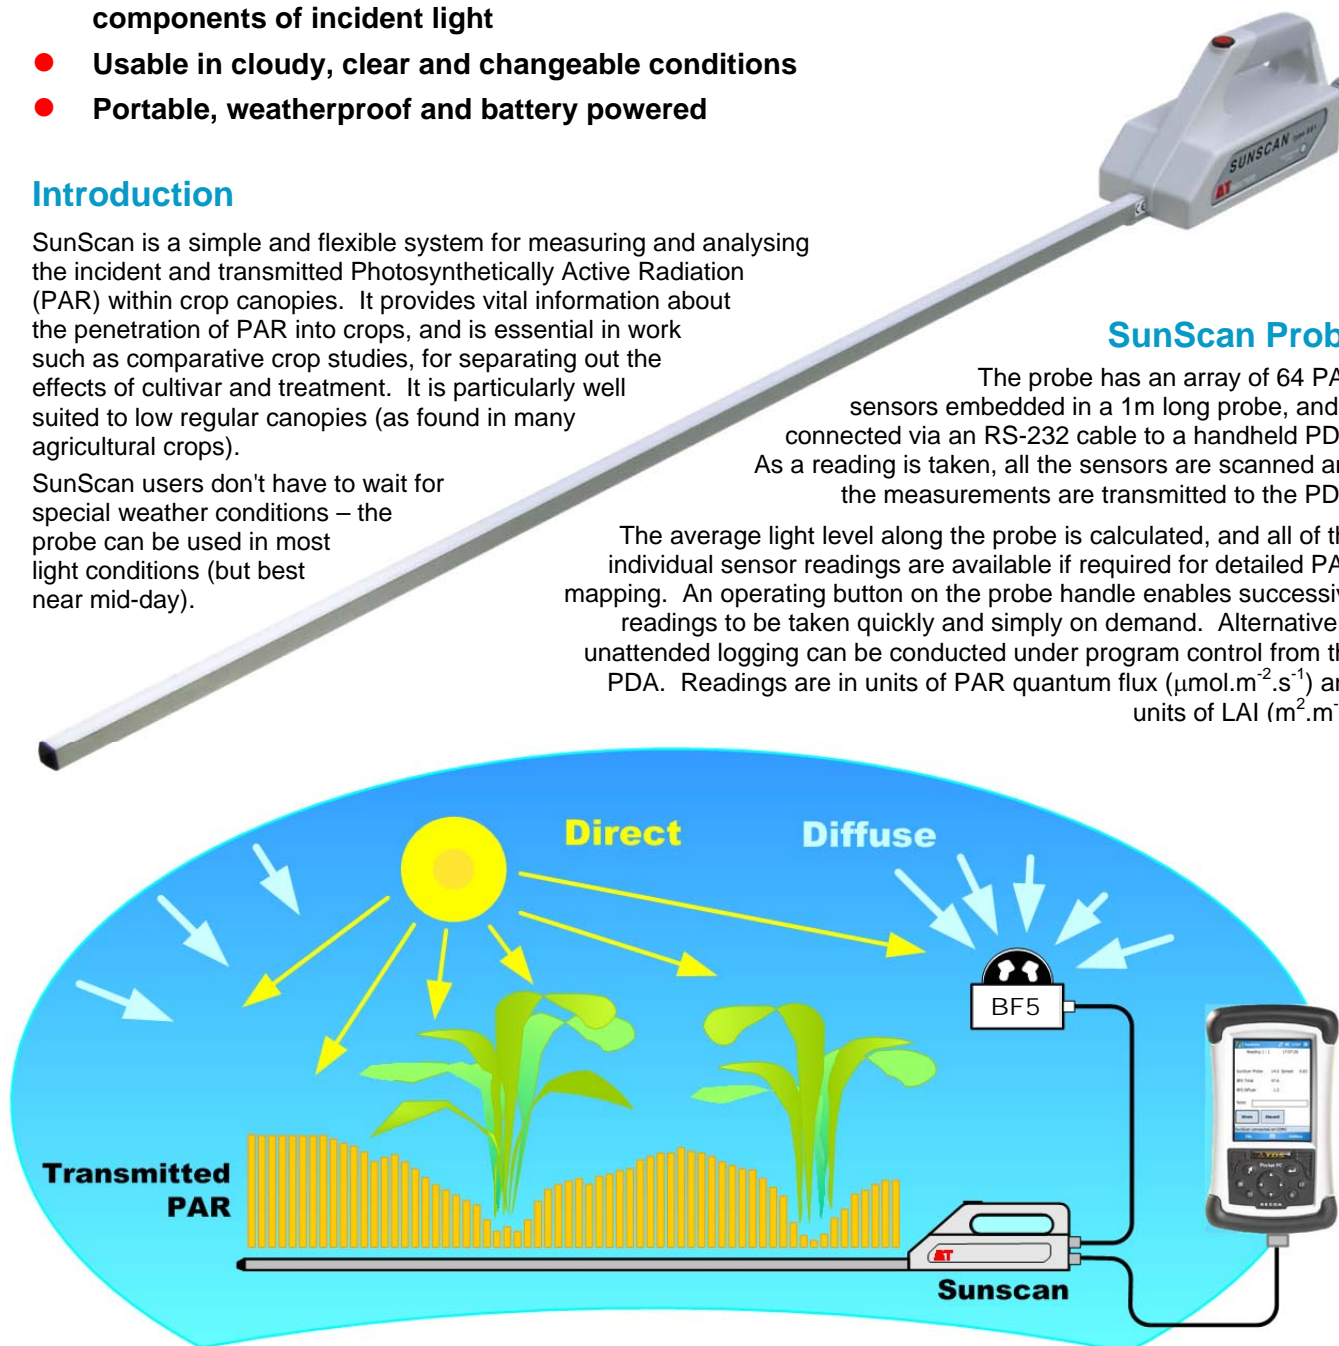 components of incident light
● Usable in cloudy, clear and changeable conditions
● Portable, weatherproof and battery powered
SUNSCAN
Introduction
SunScan is a simple and flexible system for measuring and analysing
the incident and transmitted Photosynthetically Active Radiation
(PAR) within crop canopies. It provides vital information about
the penetration of PAR into crops, and is essential in work
such as comparative crop studies, for separating out the
effects of cultivar and treatment. It is particularly well
suited to low regular canopies (as found in many
agricultural crops).
SunScan users don't have to wait for
special weather conditions – the
probe can be used in most
light conditions (but best
near mid-day).
SunScan Prob
The probe has an array of 64 PA
sensors embedded in a 1m long probe, and
connected via an RS-232 cable to a handheld PD
As a reading is taken, all the sensors are scanned a
the measurements are transmitted to the PD
The average light level along the probe is calculated, and all of th
individual sensor readings are available if required for detailed PA
mapping. An operating button on the probe handle enables successiv
readings to be taken quickly and simply on demand. Alternative
unattended logging can be conducted under program control from th
PDA. Readings are in units of PAR quantum flux (µmol.m⁻².s⁻¹) a
units of LAI (m².m⁻
Direct
Diffuse
BF5
Transmitted
PAR
Sunscan